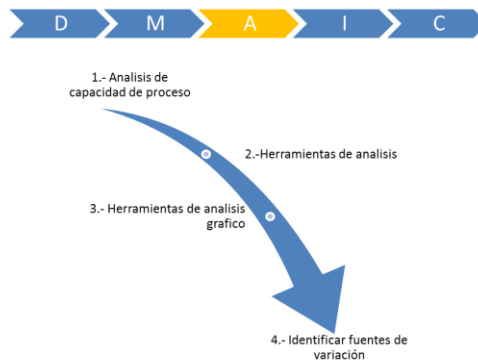 D M A I C
1.- Analisis de
capacidad de proceso
2.-Herramientas de analisis
3.- Herramientas de analisis
grafico
4.- Identificar fuentes de
variación